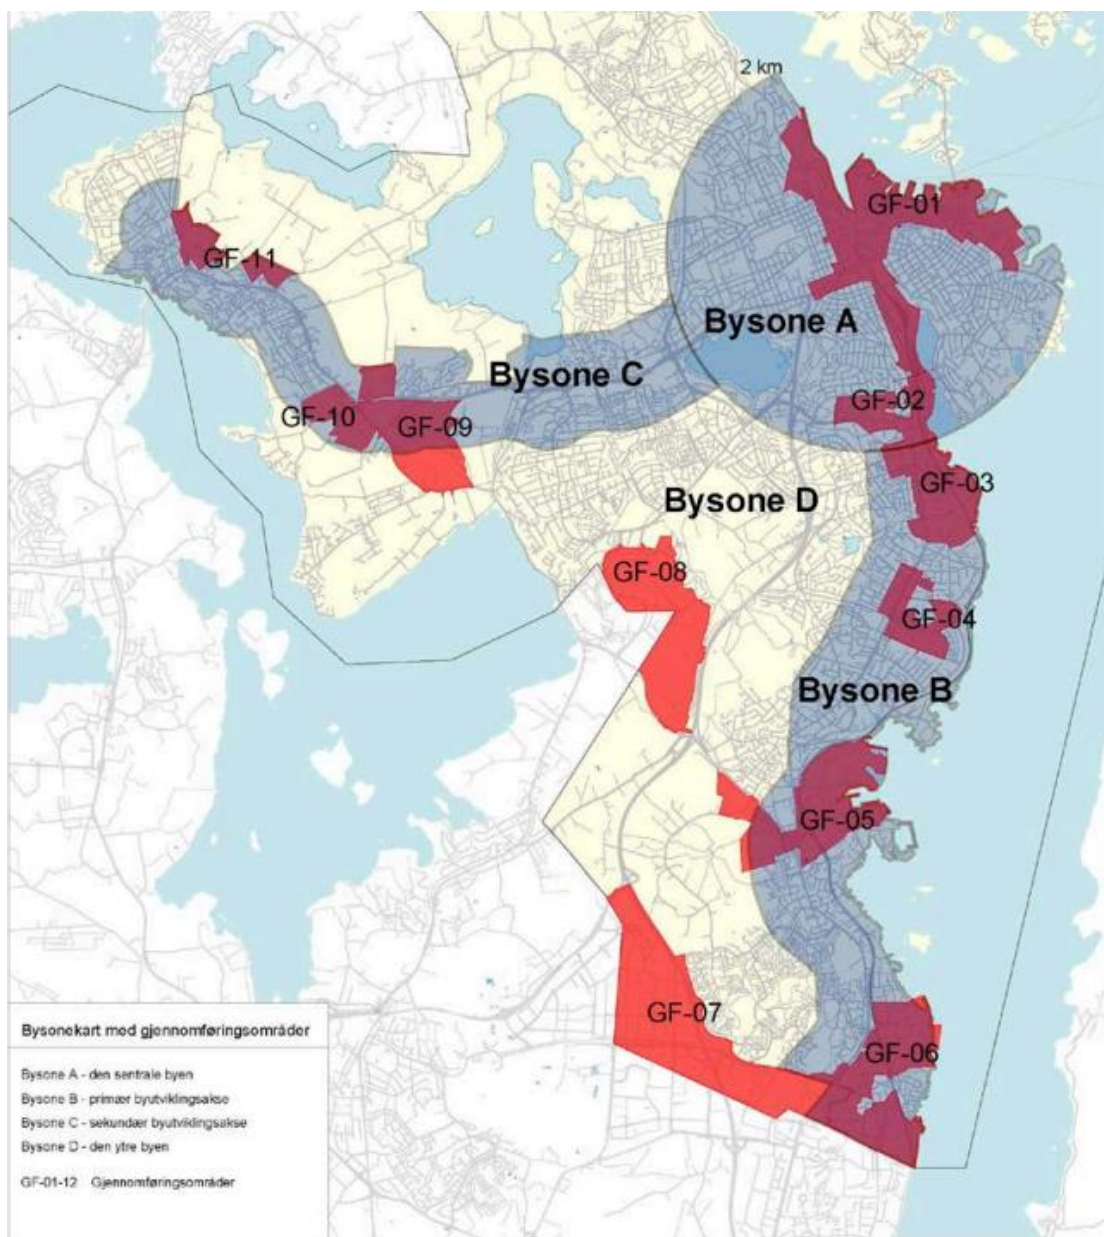 2 km
GF-01
GF-11
Bysone A
Bysone C
GF-02
GF-10
GF-09
GF-03
Bysone D
GF-08
GF-04
Bysone B
GF-05
GF-07
GF-06
Bysonekart med gjennomføringsområder
Bysone A - den sentrale byen
Bysone B - primær byutviklingsakse
Bysone C - sekundær byutviklingsakse
Bysone D - den ytre byen
GF-01-12 Gjennomføringsområder